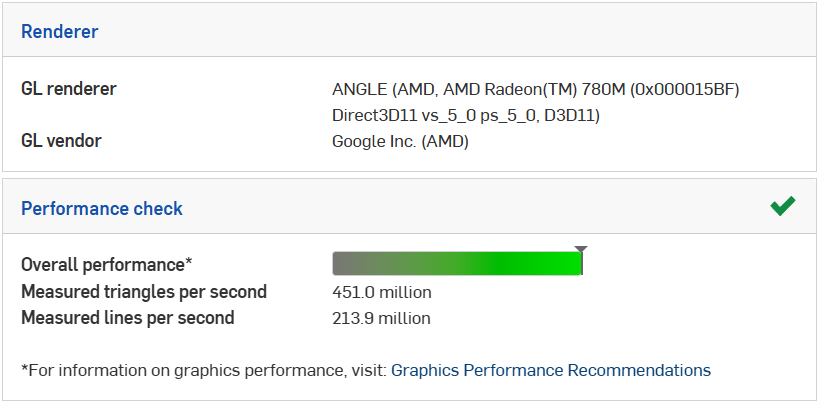 Renderer
GL renderer ANGLE (AMD, AMD Radeon(TM) 780M (0x000015BF)
Direct3D11 vs_5_0 ps_5_0, D3D11)
GL vendor Google Inc. (AMD)
Performance check
Overall performance*
Measured triangles per second 451.0 million
Measured lines per second 213.9 million
*For information on graphics performance, visit: Graphics Performance Recommendations